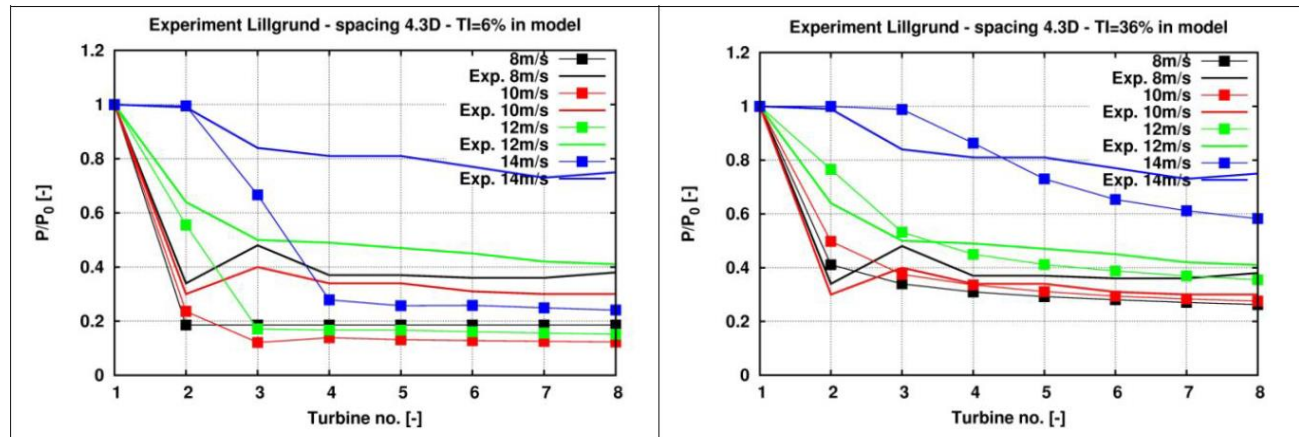 Experiment Lillgrund - spacing 4.3D - TI=6% in model
1.2
1
0.8
0.6
0.4
0.2
0
P/P0 [-]
8m/s
Exp. 8m/s
10m/s
Exp. 10m/s
12m/s
Exp. 12m/s
14m/s
Exp. 14m/s
1 2 3 4 5 6 7 8
Turbine no. [-]
Experiment Lillgrund - spacing 4.3D - TI=36% in model
1.2
1
0.8
0.6
0.4
0.2
0
P/P0 [-]
8m/s
Exp. 8m/s
10m/s
Exp. 10m/s
12m/s
Exp. 12m/s
14m/s
Exp. 14m/s
1 2 3 4 5 6 7 8
Turbine no. [-]